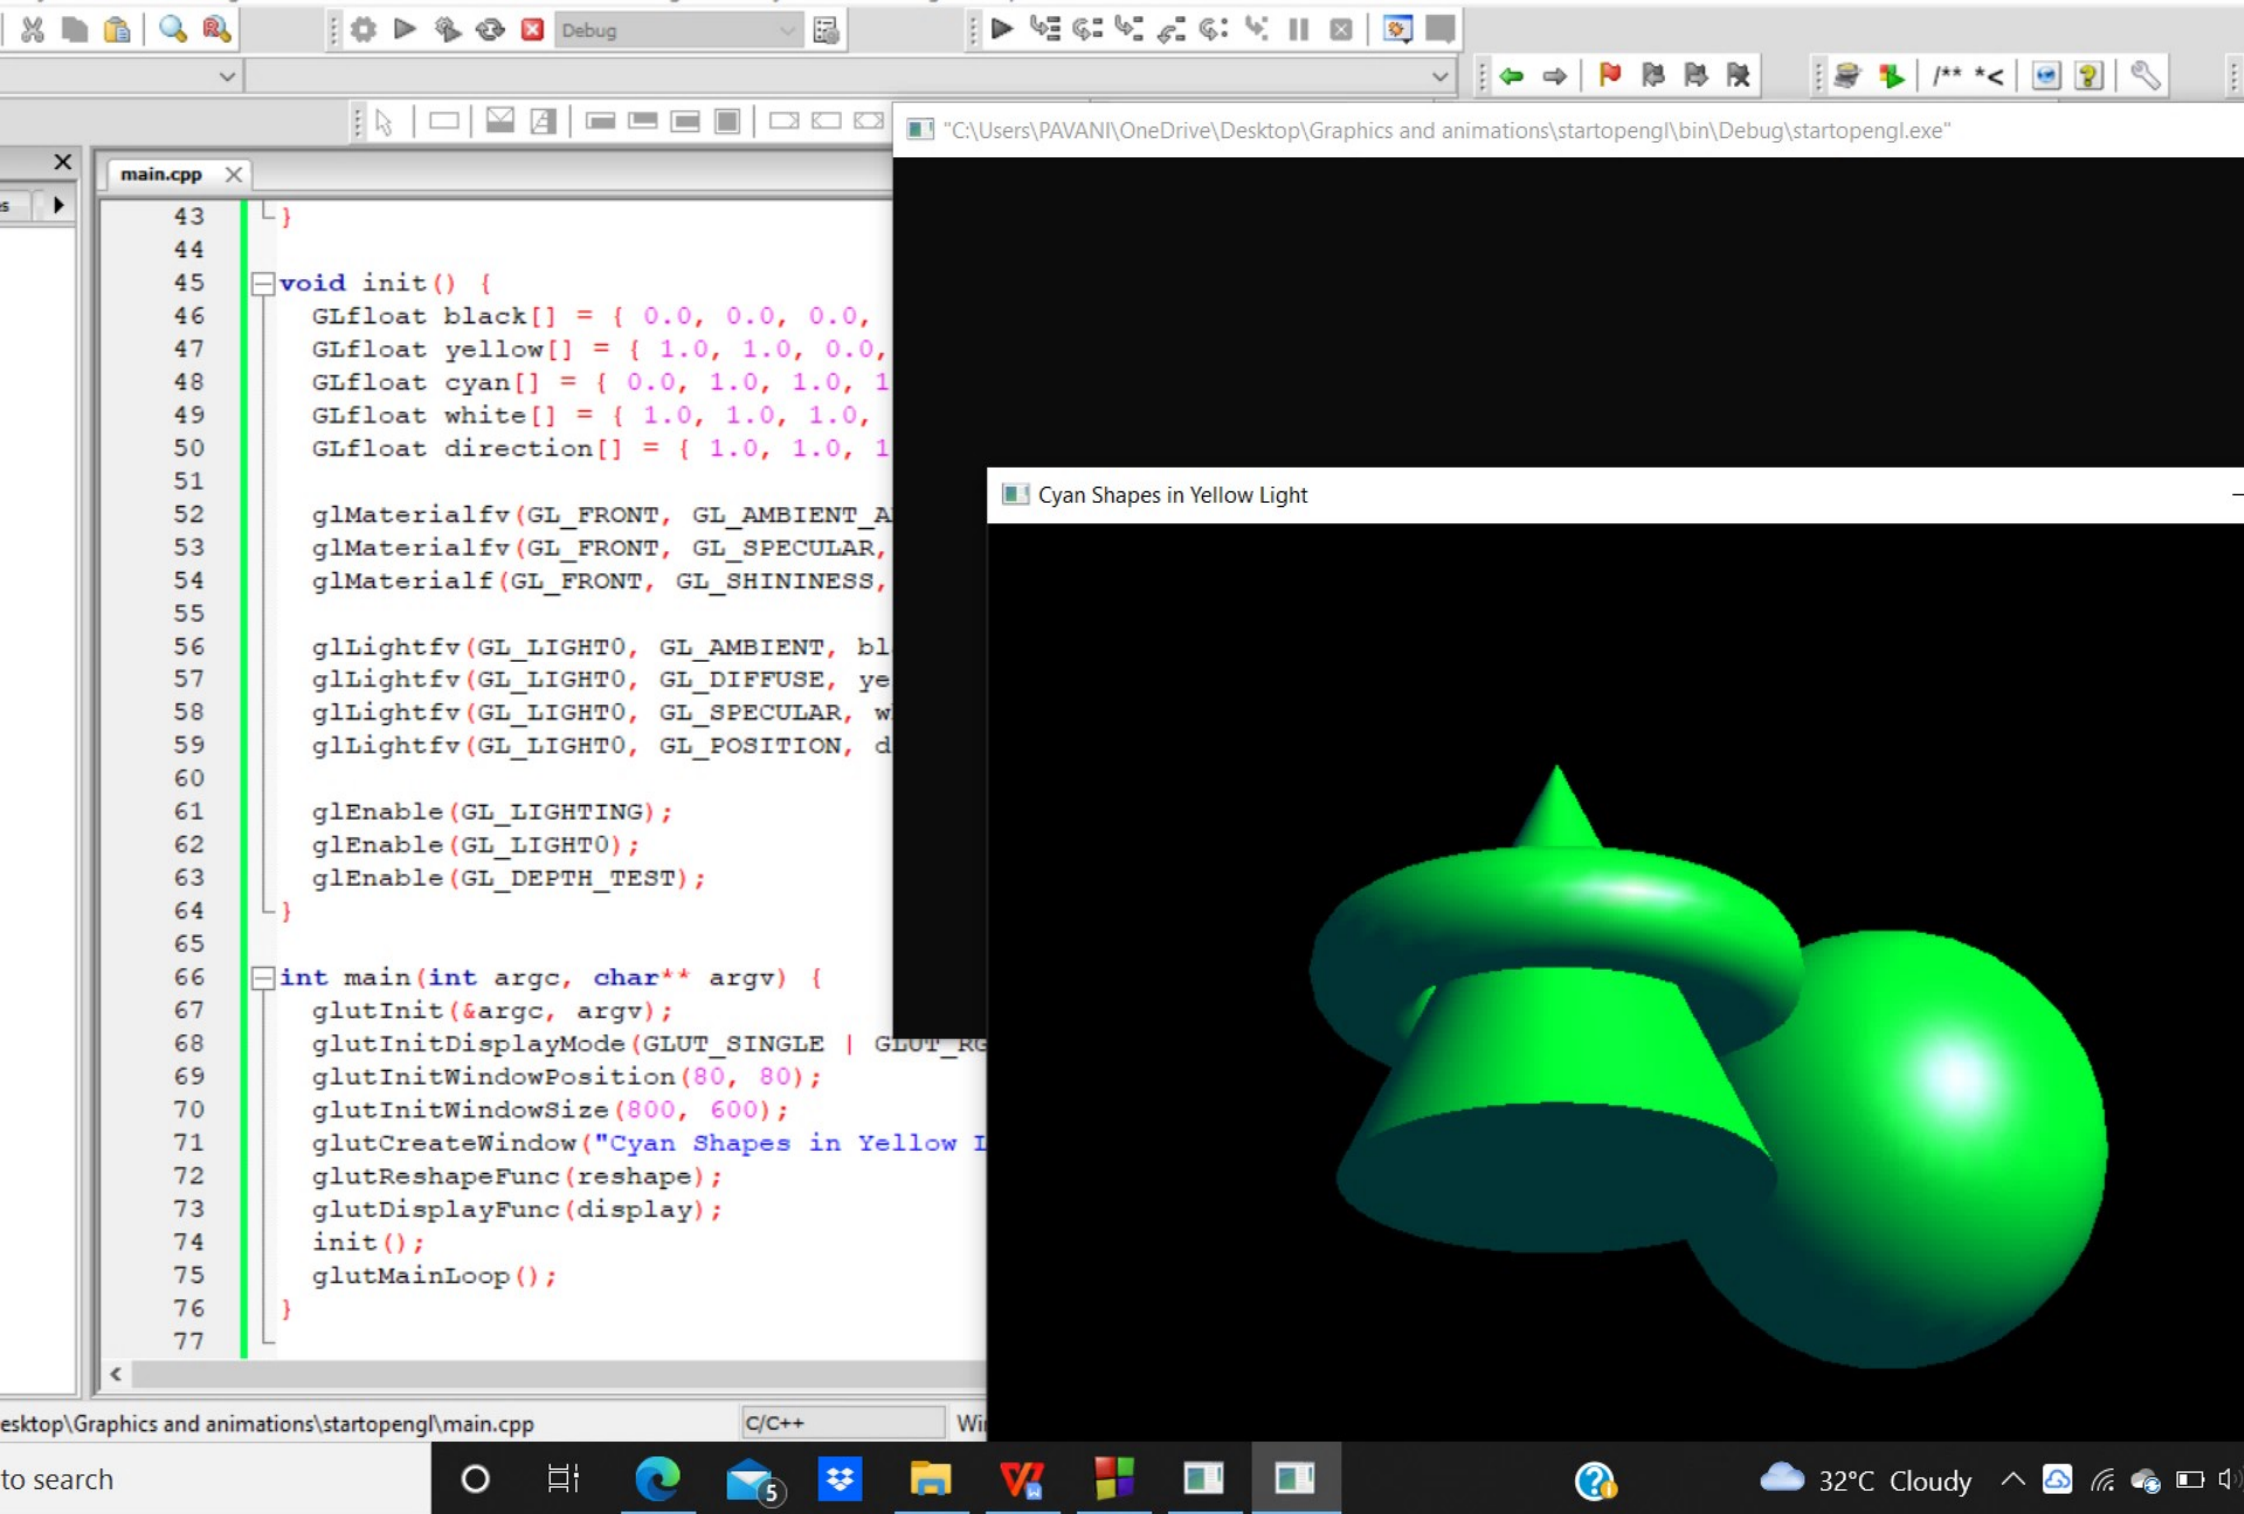 Debug
/** *<
"C:\Users\PAVANI\OneDrive\Desktop\Graphics and animations\startopengl\bin\Debug\startopengl.exe"
main.cpp
43 }
44
45 void init() {
46 GLfloat black[] = { 0.0, 0.0, 0.0,
47 GLfloat yellow[] = { 1.0, 1.0, 0.0,
48 GLfloat cyan[] = { 0.0, 1.0, 1.0, 1
49 GLfloat white[] = { 1.0, 1.0, 1.0,
50 GLfloat direction[] = { 1.0, 1.0, 1
51
52 glMaterialfv(GL_FRONT, GL_AMBIENT_A
53 glMaterialfv(GL_FRONT, GL_SPECULAR,
54 glMaterialf(GL_FRONT, GL_SHININESS,
55
56 glLightfv(GL_LIGHT0, GL_AMBIENT, bl
57 glLightfv(GL_LIGHT0, GL_DIFFUSE, ye
58 glLightfv(GL_LIGHT0, GL_SPECULAR, w
59 glLightfv(GL_LIGHT0, GL_POSITION, d
60
61 glEnable(GL_LIGHTING);
62 glEnable(GL_LIGHT0);
63 glEnable(GL_DEPTH_TEST);
64 }
65
66 int main(int argc, char** argv) {
67 glutInit(&argc, argv);
68 glutInitDisplayMode(GLUT_SINGLE | GLUT_RG
69 glutInitWindowPosition(80, 80);
70 glutInitWindowSize(800, 600);
71 glutCreateWindow("Cyan Shapes in Yellow L
72 glutReshapeFunc(reshape);
73 glutDisplayFunc(display);
74 init();
75 glutMainLoop();
76 }
77
Cyan Shapes in Yellow Light
esktop\Graphics and animations\startopengl\main.cpp
C/C++
Wi
to search
5
32°C Cloudy